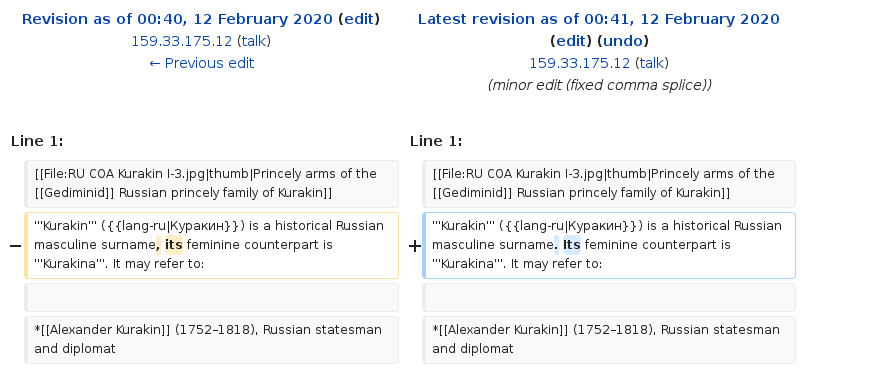 Revision as of 00:40, 12 February 2020 (edit)
159.33.175.12 (talk)
← Previous edit
Latest revision as of 00:41, 12 February 2020
(edit) (undo)
159.33.175.12 (talk)
(minor edit (fixed comma splice))
Line 1:
Line 1:
[[File:RU COA Kurakin I-3.jpg|thumb|Princely arms of the
[[Gediminid]] Russian princely family of Kurakin]]
[[File:RU COA Kurakin I-3.jpg|thumb|Princely arms of the
[[Gediminid]] Russian princely family of Kurakin]]
−
'''Kurakin''' ({{lang-ru|Куракин}}) is a historical Russian
masculine surname, its feminine counterpart is
'''Kurakina'''. It may refer to:
+
'''Kurakin''' ({{lang-ru|Куракин}}) is a historical Russian
masculine surname. Its feminine counterpart is
'''Kurakina'''. It may refer to:
*[[Alexander Kurakin]] (1752–1818), Russian statesman
and diplomat
*[[Alexander Kurakin]] (1752–1818), Russian statesman
and diplomat